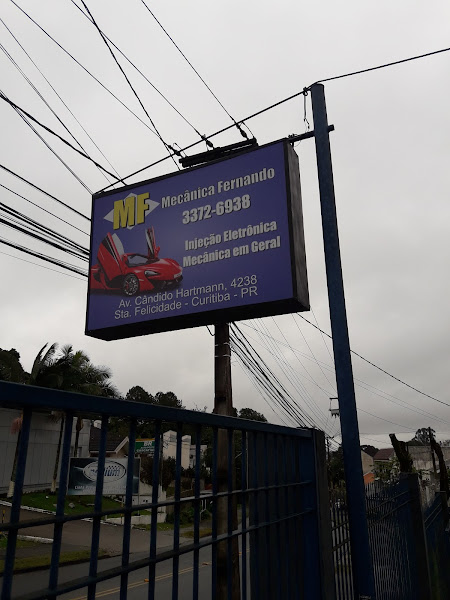 MF
Mecânica Fernando
3372-6938
Injeção Eletrônica
Mecânica em Geral
Av. Cândido Hartmann, 4238
Sta. Felicidade - Curitiba - PR